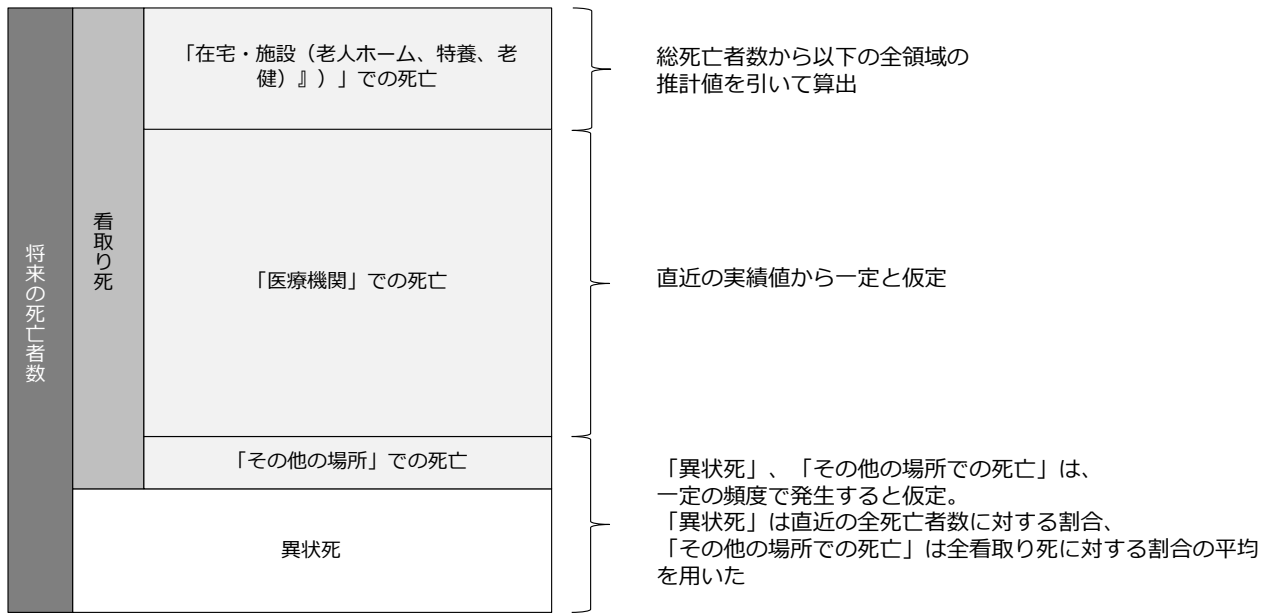 将来の死亡者数
看取り死
「在宅・施設（老人ホーム、特養、老
健）』）」での死亡
総死亡者数から以下の全領域の
推計値を引いて算出
「医療機関」での死亡
直近の実績値から一定と仮定
「その他の場所」での死亡
異状死
「異状死」、「その他の場所での死亡」は、
一定の頻度で発生すると仮定。
「異状死」は直近の全死亡者数に対する割合、
「その他の場所での死亡」は全看取り死に対する割合の平均
を用いた